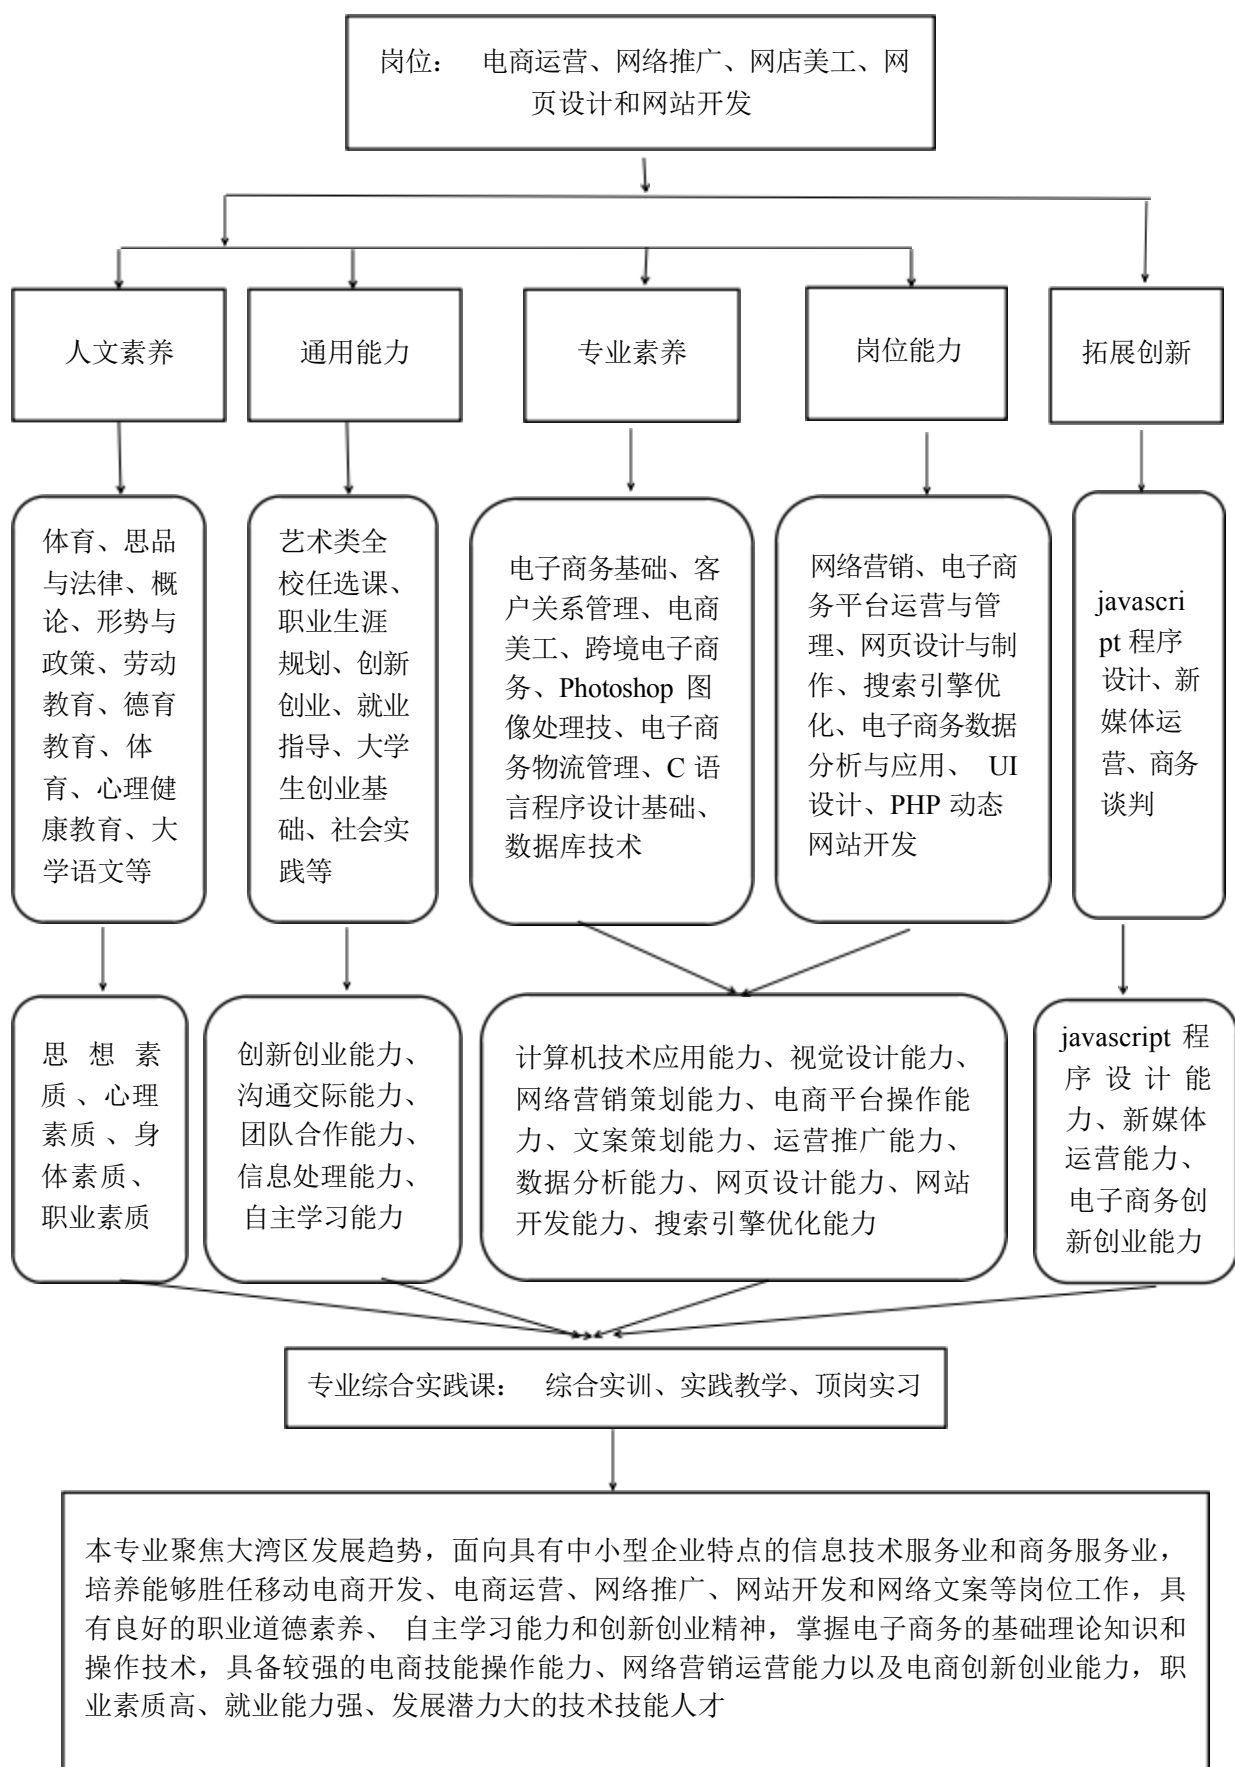 岗位： 电商运营、网络推广、网店美工、网
页设计和网站开发
人文素养
通用能力
专业素养
岗位能力
拓展创新
体育、思品
与法律、概
论、形势与
政策、劳动
教育、德育
教育、体
育、心理健
康教育、大
学语文等
艺术类全
校任选课、
职业生涯
规划、创新
创业、就业
指导、大学
生创业基
础、社会实
践等
电子商务基础、客
户关系管理、电商
美工、跨境电子商
务、Photoshop 图
像处理技、电子商
务物流管理、C 语
言程序设计基础、
数据库技术
网络营销、电子商
务平台运营与管
理、网页设计与制
作、搜索引擎优
化、电子商务数据
分析与应用、 UI
设计、PHP 动态
网站开发
javascri
pt 程序
设计、新
媒体运
营、商务
谈判
思 想 素
质 、心理
素质 、身
体素质、
职业素质
创新创业能力、
沟通交际能力、
团队合作能力、
信息处理能力、
自主学习能力
计算机技术应用能力、视觉设计能力、
网络营销策划能力、电商平台操作能
力、文案策划能力、运营推广能力、
数据分析能力、网页设计能力、网站
开发能力、搜索引擎优化能力
javascript 程
序 设 计 能
力、新媒体
运营能力、
电子商务创
新创业能力
专业综合实践课： 综合实训、实践教学、顶岗实习
本专业聚焦大湾区发展趋势，面向具有中小型企业特点的信息技术服务业和商务服务业，
培养能够胜任移动电商开发、电商运营、网络推广、网站开发和网络文案等岗位工作，具
有良好的职业道德素养、 自主学习能力和创新创业精神，掌握电子商务的基础理论知识和
操作技术，具备较强的电商技能操作能力、网络营销运营能力以及电商创新创业能力，职
业素质高、就业能力强、发展潜力大的技术技能人才